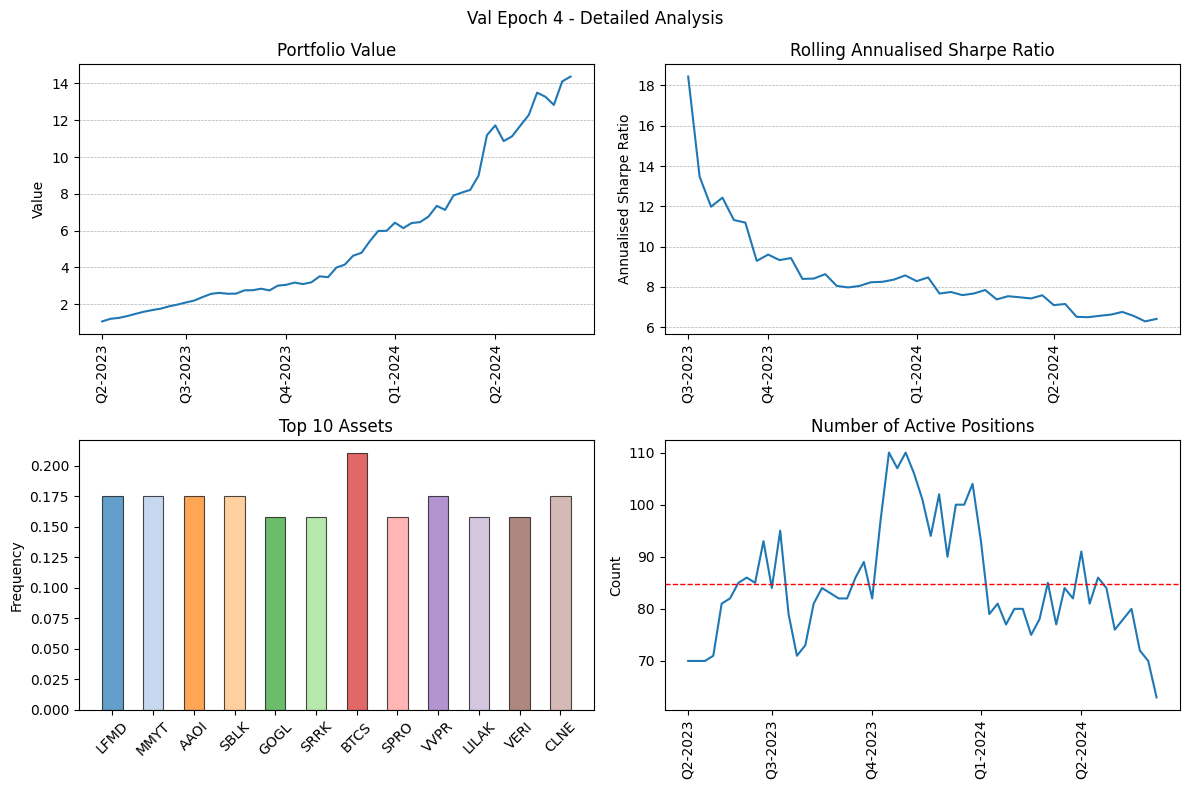 Val Epoch 4 - Detailed Analysis
Portfolio Value
Value
14
12
10
8
6
4
2
Q2-2023
Q3-2023
Q4-2023
Q1-2024
Q2-2024
Rolling Annualised Sharpe Ratio
Annualised Sharpe Ratio
18
16
14
12
10
8
6
Q3-2023
Q4-2023
Q1-2024
Q2-2024
Top 10 Assets
Frequency
0.200
0.175
0.150
0.125
0.100
0.075
0.050
0.025
0.000
LFMD
MMYT
AAOI
SBLK
GOGL
SRRK
BTCS
SPRO
VVPR
LILAK
VERI
CLNE
Number of Active Positions
Count
110
100
90
80
70
Q2-2023
Q3-2023
Q4-2023
Q1-2024
Q2-2024